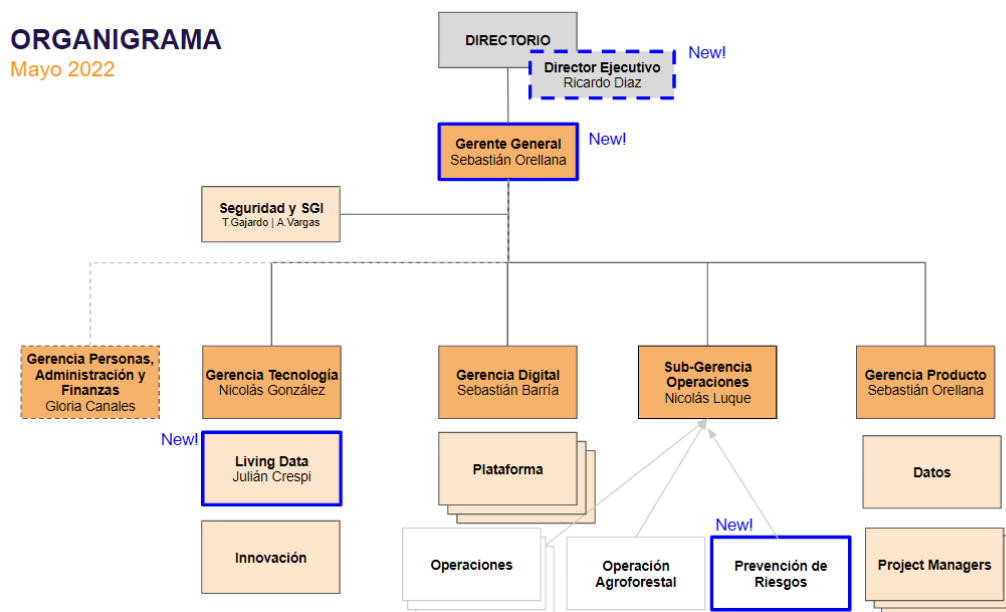 ORGANIGRAMA
Mayo 2022
DIRECTORIO
New!
Director Ejecutivo
Ricardo Diaz
New!
Gerente General
Sebastián Orellana
Seguridad y SGI
T.Gajardo | A.Vargas
Gerencia Personas,
Administración y
Finanzas
Gloria Canales
Gerencia Tecnología
Nicolás González
Gerencia Digital
Sebastián Barría
Sub-Gerencia
Operaciones
Nicolás Luque
Gerencia Producto
Sebastián Orellana
New!
Living Data
Julián Crespi
Plataforma
Datos
New!
Innovación
Operaciones
Operación
Agroforestal
Prevención de
Riesgos
Project Managers